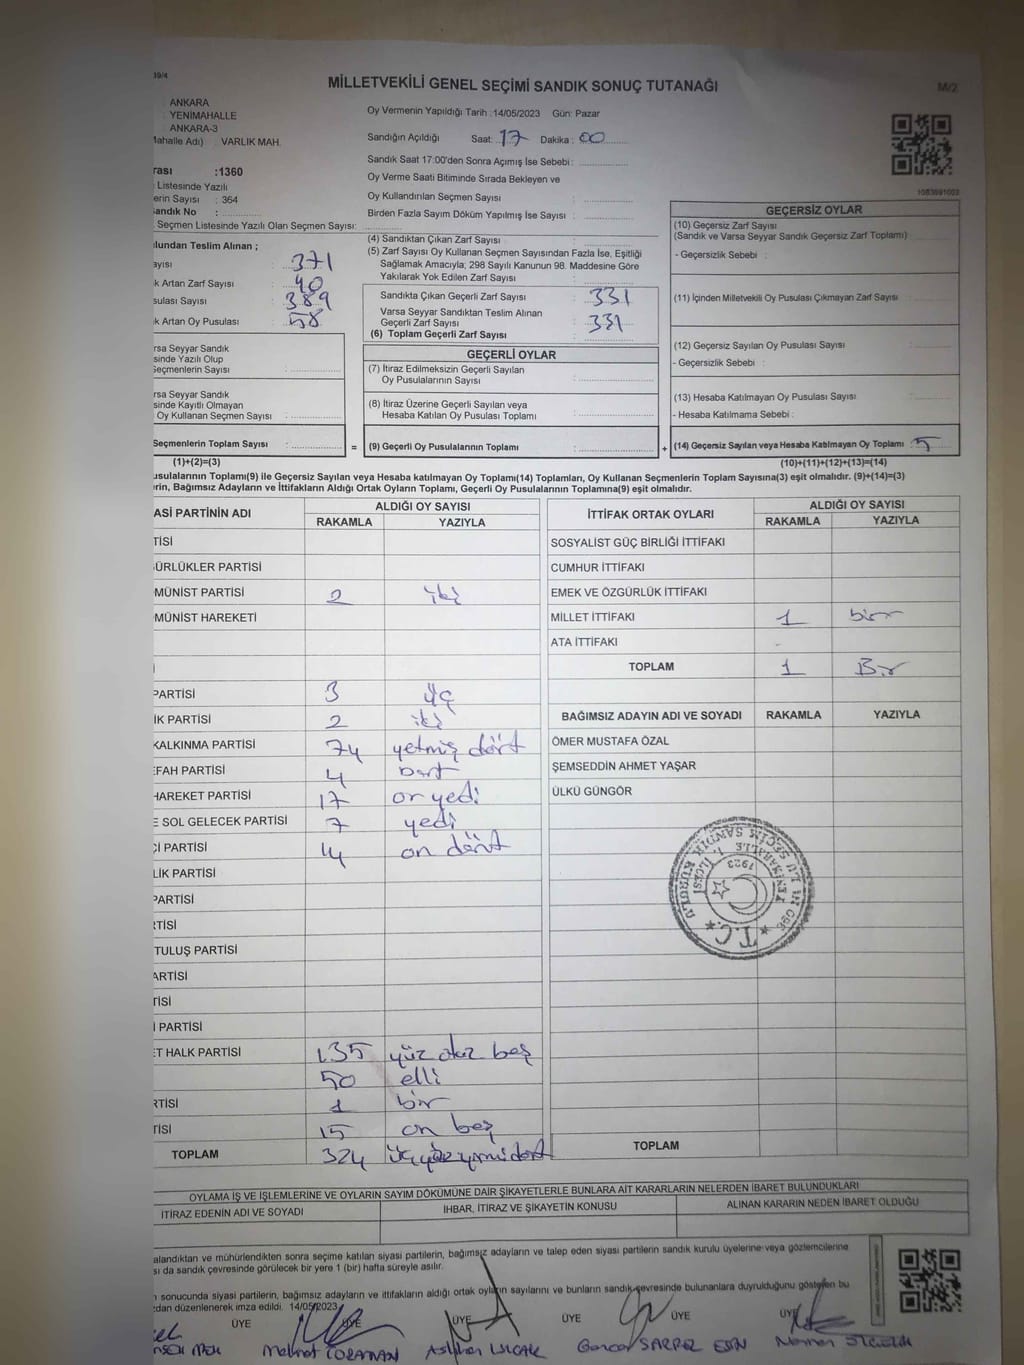 39/4
MİLLETVEKİLİ GENEL SEÇİMİ SANDIK SONUÇ TUTANAĞI
M/2
: ANKARA
: YENİMAHALLE
: ANKARA-3
Mahalle Adı) : VARLIK MAH.
Oy Vermenin Yapıldığı Tarih :14/05/2023 Gün: Pazar
Sandığın Açıldığı Saat: 17 Dakika : 00
Sandık Saat 17:00'den Sonra Açımış İse Sebebi :
Oy Verme Saati Bitiminde Sırada Bekleyen ve
Oy Kullandırılan Seçmen Sayısı :
Birden Fazla Sayım Döküm Yapılmış İse Sayısı :
1083691003
rası :1360
Listesinde Yazılı
erin Sayısı : 364
sandık No :
Seçmen Listesinde Yazılı Olan Seçmen Sayısı:
ulundan Teslim Alınan ;
ayısı : 371
k Artan Zarf Sayısı : 40
sulası Sayısı : 389
k Artan Oy Pusulası : 58
rsa Seyyar Sandık
sinde Yazılı Olup
Seçmenlerin Sayısı :
rsa Seyyar Sandık
sinde Kayıtlı Olmayan
Oy Kullanan Seçmen Sayısı :
Seçmenlerin Toplam Sayısı :
(1)+(2)=(3)
(4) Sandıktan Çıkan Zarf Sayısı :
(5) Zarf Sayısı Oy Kullanan Seçmen Sayısından Fazla İse, Eşitliği
Sağlamak Amacıyla; 298 Sayılı Kanunun 98. Maddesine Göre
Yakılarak Yok Edilen Zarf Sayısı :
Sandıkta Çıkan Geçerli Zarf Sayısı : 331
Varsa Seyyar Sandıktan Teslim Alınan
Geçerli Zarf Sayısı : 331
(6) Toplam Geçerli Zarf Sayısı :
GEÇERLİ OYLAR
(7) İtiraz Edilmeksizin Geçerli Sayılan
Oy Pusulalarının Sayısı :
(8) İtiraz Üzerine Geçerli Sayılan veya
Hesaba Katılan Oy Pusulası Toplamı :
= (9) Geçerli Oy Pusulalarının Toplamı :
GEÇERSİZ OYLAR
(10) Geçersiz Zarf Sayısı
(Sandık ve Varsa Seyyar Sandık Geçersiz Zarf Toplamı)
- Geçersizlik Sebebi :
(11) İçinden Milletvekili Oy Pusulası Çıkmayan Zarf Sayısı :
(12) Geçersiz Sayılan Oy Pusulası Sayısı :
- Geçersizlik Sebebi :
(13) Hesaba Katılmayan Oy Pusulası Sayısı :
- Hesaba Katılmama Sebebi :
+ (14) Geçersiz Sayılan veya Hesaba Katılmayan Oy Toplamı : 5
(10)+(11)+(12)+(13)=(14)
usulalarının Toplamı(9) ile Geçersiz Sayılan veya Hesaba katılmayan Oy Toplamı(14) Toplamları, Oy Kullanan Seçmenlerin Toplam Sayısına(3) eşit olmalıdır. (9)+(14)=(3)
rin, Bağımsız Adayların ve İttifakların Aldığı Ortak Oyların Toplamı, Geçerli Oy Pusulalarının Toplamına(9) eşit olmalıdır.
ASİ PARTİNİN ADI
ALDIĞI OY SAYISI
RAKAMLA YAZIYLA
TİSİ
ÜRLÜKLER PARTİSİ
MÜNİST PARTİSİ 2 iki
MÜNİST HAREKETİ
PARTİSİ 3 üç
İK PARTİSİ 2 iki
KALKINMA PARTİSİ 74 yetmiş dört
EFAH PARTİSİ 4 dört
HAREKET PARTİSİ 17 on yedi
E SOL GELECEK PARTİSİ 7 yedi
Çİ PARTİSİ 14 on dört
LİK PARTİSİ
PARTİSİ
RTİSİ
TULUŞ PARTİSİ
ARTİSİ
TİSİ
İ PARTİSİ
ET HALK PARTİSİ 135 yüz otuz beş
50 elli
RTİSİ 1 bir
TİSİ 15 on beş
TOPLAM 324 üçyüz yirmi dört
İTTİFAK ORTAK OYLARI
ALDIĞI OY SAYISI
RAKAMLA YAZIYLA
SOSYALİST GÜÇ BİRLİĞİ İTTİFAKI
CUMHUR İTTİFAKI
EMEK VE ÖZGÜRLÜK İTTİFAKI
MİLLET İTTİFAKI 1 bir
ATA İTTİFAKI -
TOPLAM 1 Bir
BAĞIMSIZ ADAYIN ADI VE SOYADI RAKAMLA YAZIYLA
ÖMER MUSTAFA ÖZAL
ŞEMSEDDİN AHMET YAŞAR
ÜLKÜ GÜNGÖR
T.C.
1923
TOPLAM
OYLAMA İŞ VE İŞLEMLERİNE VE OYLARIN SAYIM DÖKÜMÜNE DAİR ŞİKAYETLERLE BUNLARA AİT KARARLARIN NELERDEN İBARET BULUNDUKLARI
İTİRAZ EDENİN ADI VE SOYADI
İHBAR, İTİRAZ VE ŞİKAYETİN KONUSU
ALINAN KARARIN NEDEN İBARET OLDUĞU
alandıktan ve mühürlendikten sonra seçime katılan siyasi partilerin, bağımsız adayların ve talep eden siyasi partilerin sandık kurulu üyelerine veya gözlemcilerine
sı da sandık çevresinde görülecek bir yere 1 (bir) hafta süreyle asılır.
n sonucunda siyasi partilerin, bağımsız adayların ve ittifakların aldığı ortak oyların sayılarını ve bunların sandık çevresinde bulunanlara duyrulduğunu gösteren bu
zdan düzenlenerek imza edildi. 14/05/2023
ÜYE ÜYE ÜYE ÜYE ÜYE ÜYE
Mehmet